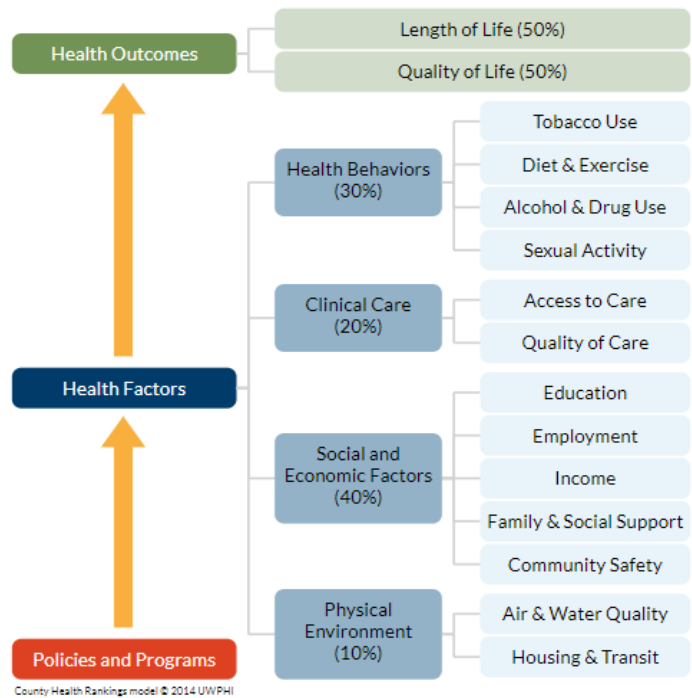 Health Outcomes
Length of Life (50%)
Quality of Life (50%)
Health Behaviors
(30%)
Tobacco Use
Diet & Exercise
Alcohol & Drug Use
Sexual Activity
Clinical Care
(20%)
Access to Care
Quality of Care
Health Factors
Social and
Economic Factors
(40%)
Education
Employment
Income
Family & Social Support
Community Safety
Physical
Environment
(10%)
Air & Water Quality
Housing & Transit
Policies and Programs
County Health Rankings model © 2014 UWPHI